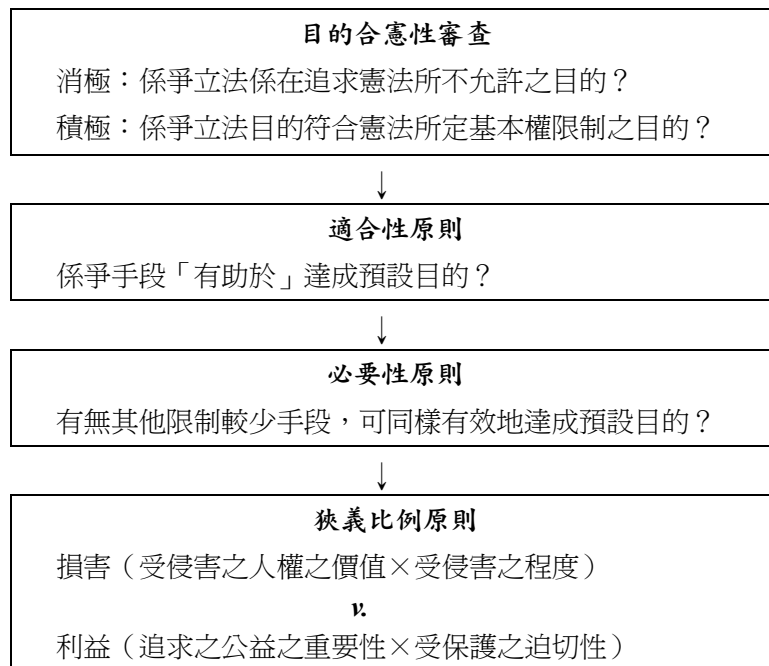 目的合憲性審查
消極：係爭立法係在追求憲法所不允許之目的？
積極：係爭立法目的符合憲法所定基本權限制之目的？
↓
適合性原則
係爭手段「有助於」達成預設目的？
↓
必要性原則
有無其他限制較少手段，可同樣有效地達成預設目的？
↓
狹義比例原則
損害（受侵害之人權之價值×受侵害之程度）
v.
利益（追求之公益之重要性×受保護之迫切性）